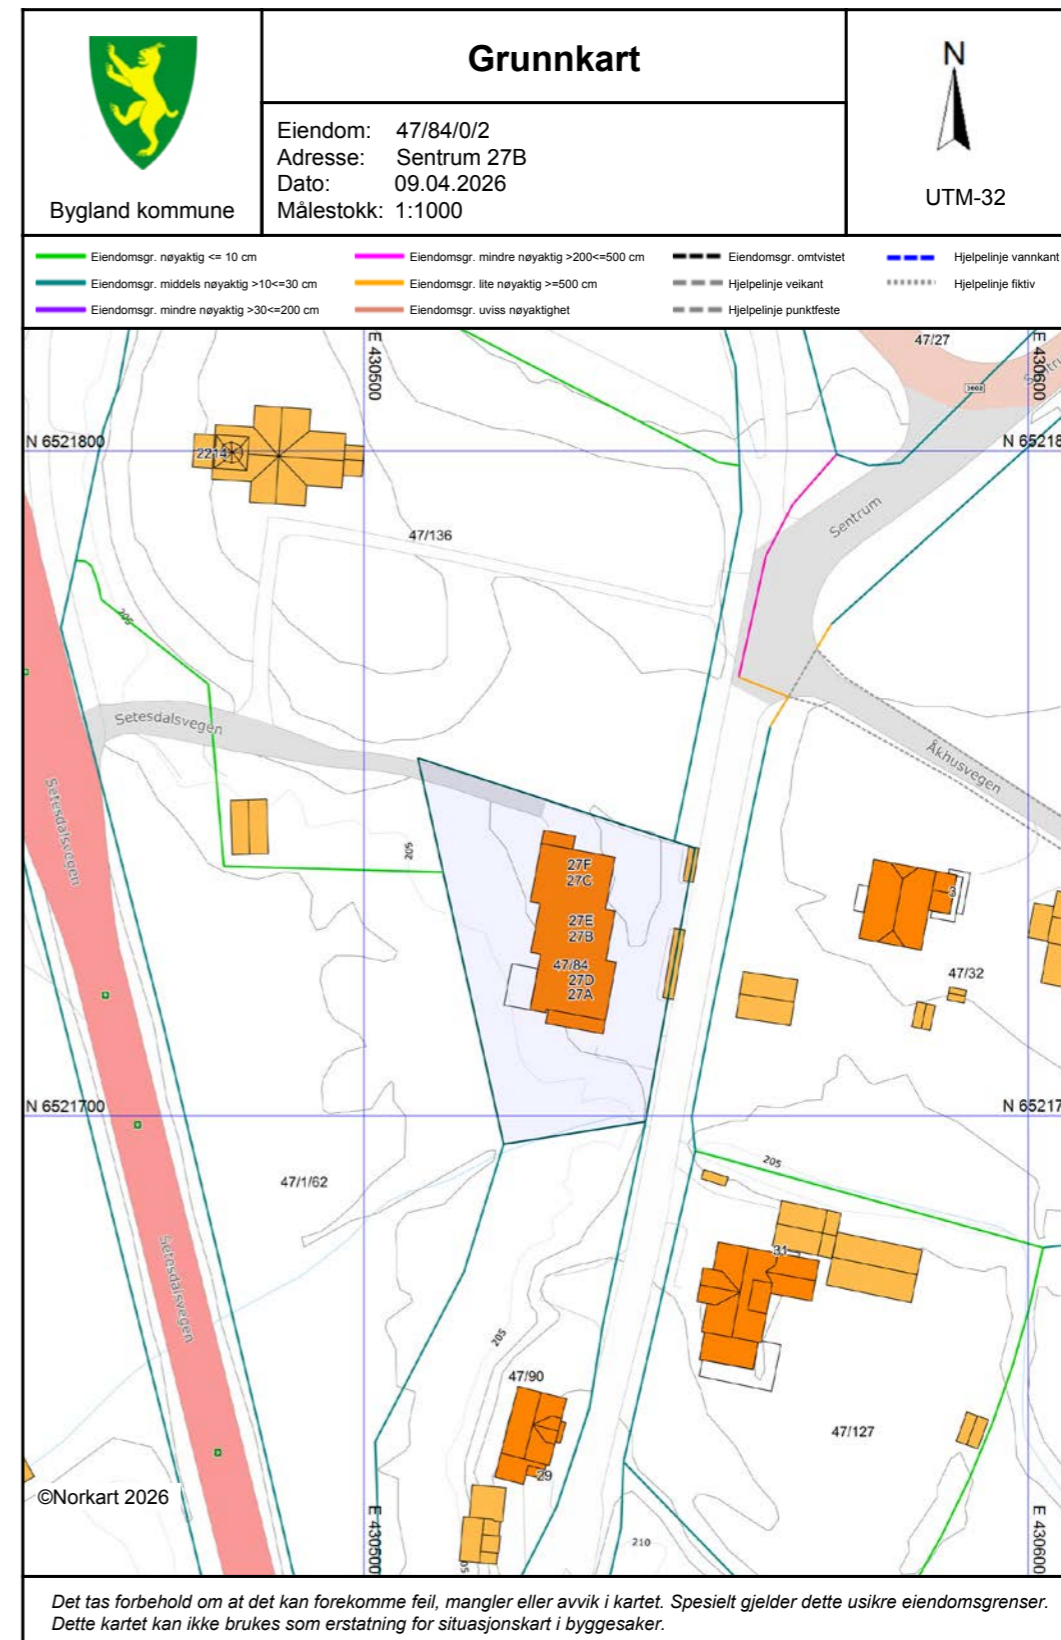 Grunnkart
Bygland kommune
Eiendom: 47/84/0/2
Adresse: Sentrum 27B
Dato: 09.04.2026
Målestokk: 1:1000
N
UTM-32
Eiendomsgr. nøyaktig <= 10 cm
Eiendomsgr. middels nøyaktig >10<=30 cm
Eiendomsgr. mindre nøyaktig >30<=200 cm
Eiendomsgr. mindre nøyaktig >200<=500 cm
Eiendomsgr. lite nøyaktig >=500 cm
Eiendomsgr. uviss nøyaktighet
Eiendomsgr. omtvistet
Hjelpelinje veikant
Hjelpelinje punktfeste
Hjelpelinje vannkant
Hjelpelinje fiktiv
E 430500
47/27
E 430600
3602
N 6521800
N 65218
2214
Sentrum
47/136
205
Setesdalsvegen
Åkhusvegen
Setesdalsvegen
205
27F
27C
27E
27B
47/84
27D
27A
3
47/32
N 6521700
N 65217
205
47/1/62
31
Setesdalsvegen
205
47/90
47/127
29
©Norkart 2026
E 430500
210
E 430600
Det tas forbehold om at det kan forekomme feil, mangler eller avvik i kartet. Spesielt gjelder dette usikre eiendomsgrenser.
Dette kartet kan ikke brukes som erstatning for situasjonskart i byggesaker.